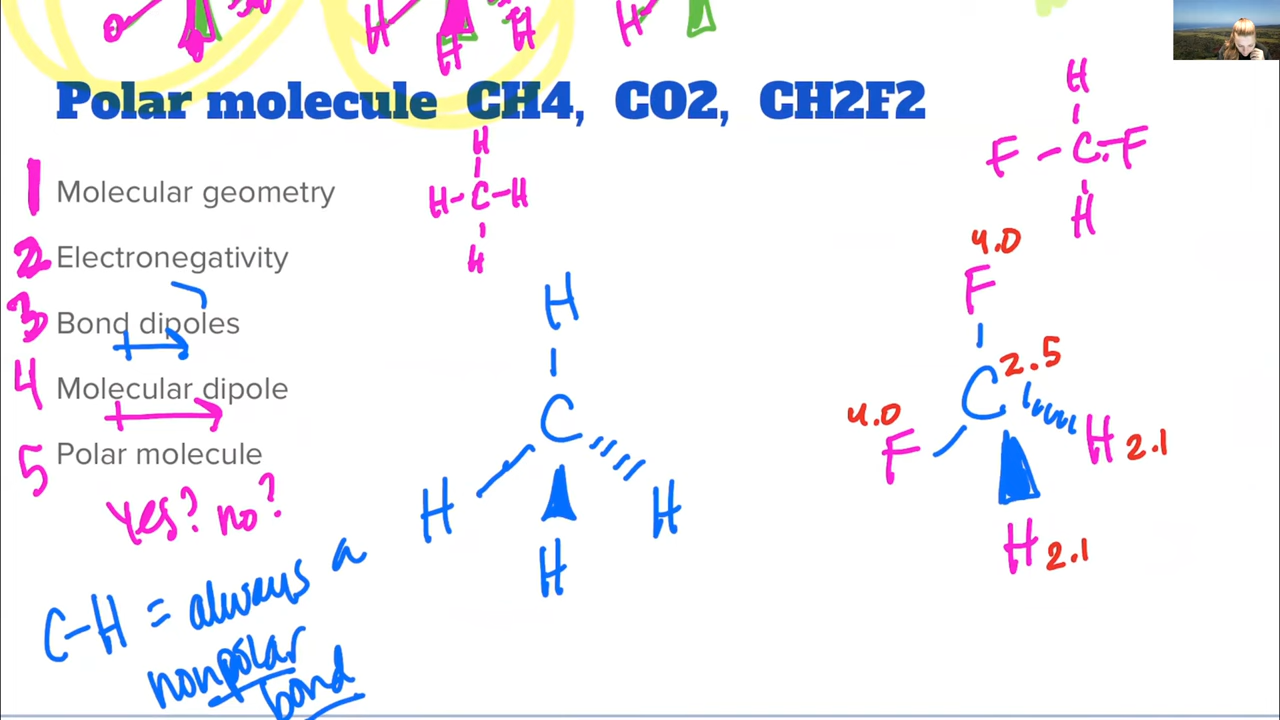 H
H
H
H
Polar molecule CH4, CO2, CH2F2
1 Molecular geometry
2 Electronegativity
3 Bond dipoles
4 Molecular dipole
5 Polar molecule
Yes? no?
C-H = always a
nonpolar
bond
H
H-C-H
H
H
C
H
H
H
H
F - C - F
H
4.0
F
C 2.5
4.0
F
H 2.1
H 2.1